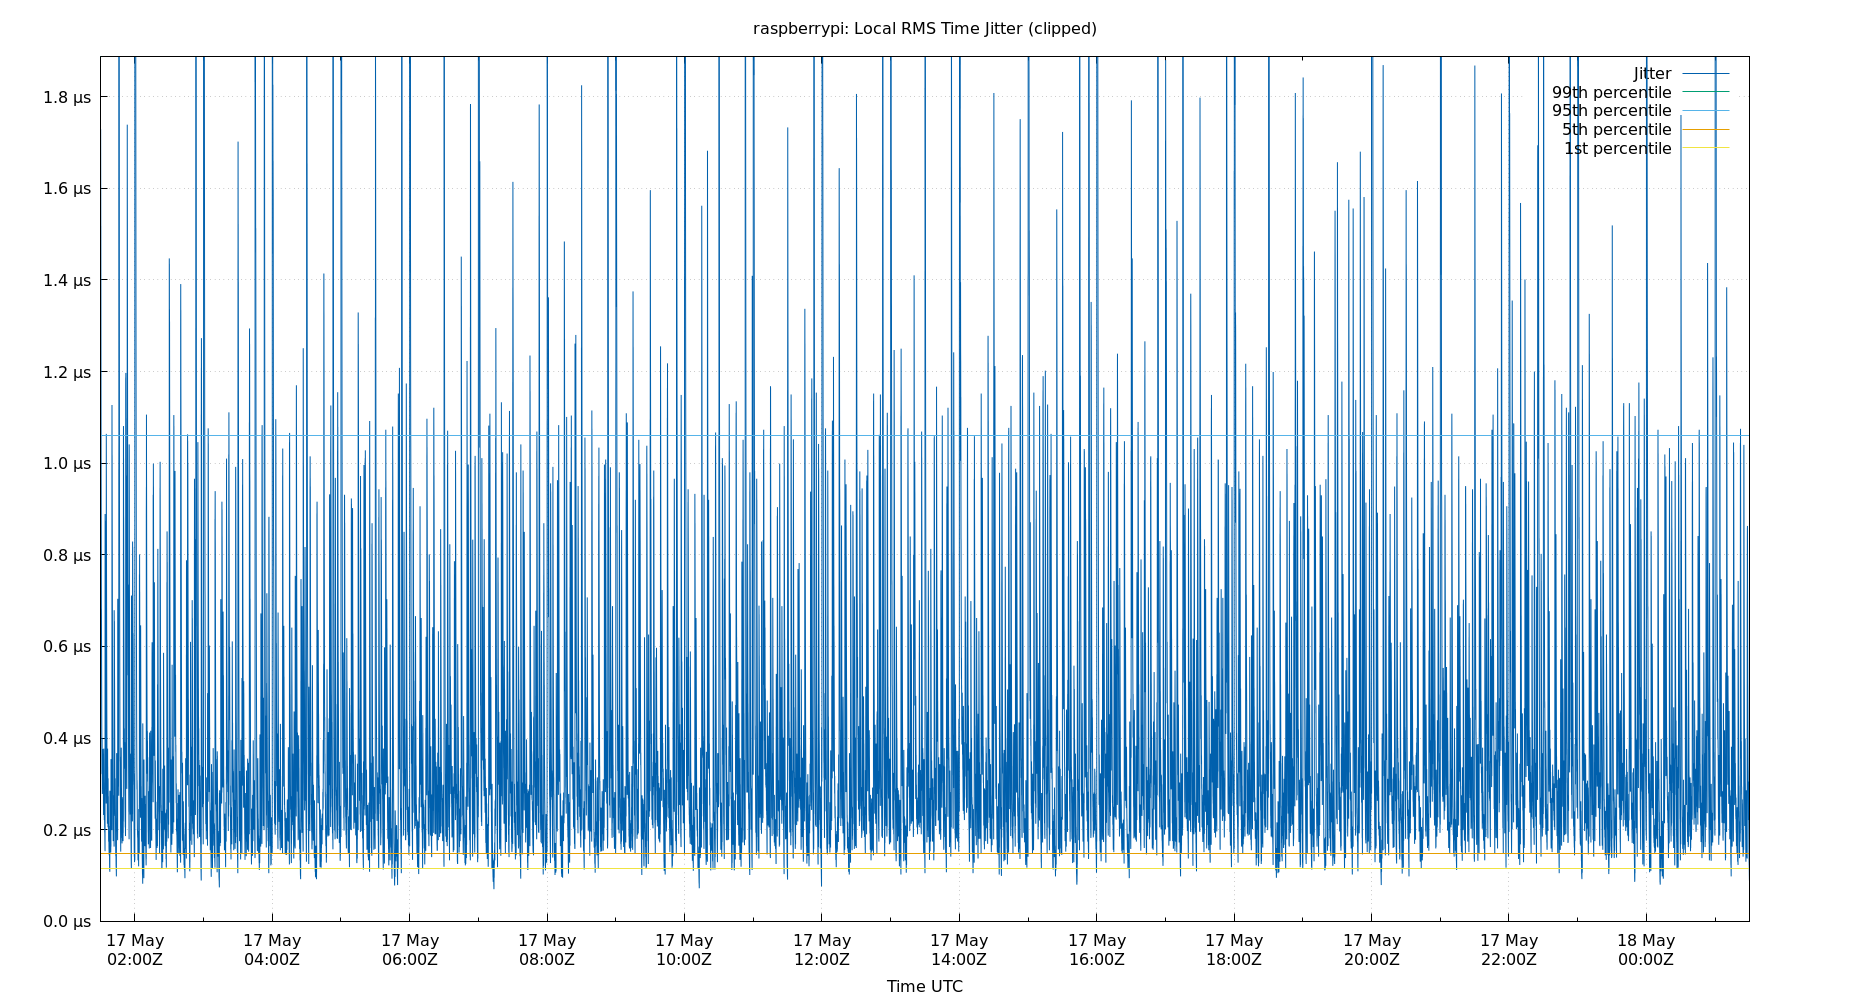 raspberrypi: Local RMS Time Jitter (clipped)
Jitter
99th percentile
95th percentile
5th percentile
1st percentile
1.8 µs
1.6 µs
1.4 µs
1.2 µs
1.0 µs
0.8 µs
0.6 µs
0.4 µs
0.2 µs
0.0 µs
17 May 17 May 17 May 17 May 17 May 17 May 17 May 17 May 17 May 17 May 17 May 18 May
02:00Z 04:00Z 06:00Z 08:00Z 10:00Z 12:00Z 14:00Z 16:00Z 18:00Z 20:00Z 22:00Z 00:00Z
Time UTC